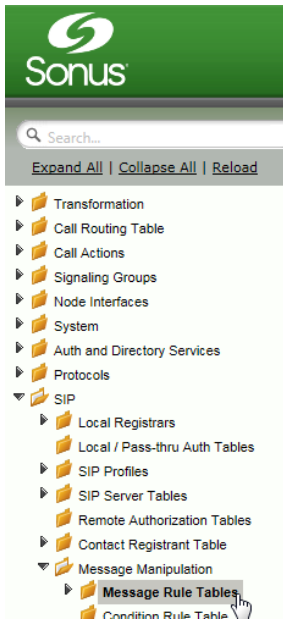 Sonus
Search...
Expand All | Collapse All | Reload
Transformation
Call Routing Table
Call Actions
Signaling Groups
Node Interfaces
System
Auth and Directory Services
Protocols
SIP
Local Registrars
Local / Pass-thru Auth Tables
SIP Profiles
SIP Server Tables
Remote Authorization Tables
Contact Registrant Table
Message Manipulation
Message Rule Tables
Condition Rule Table